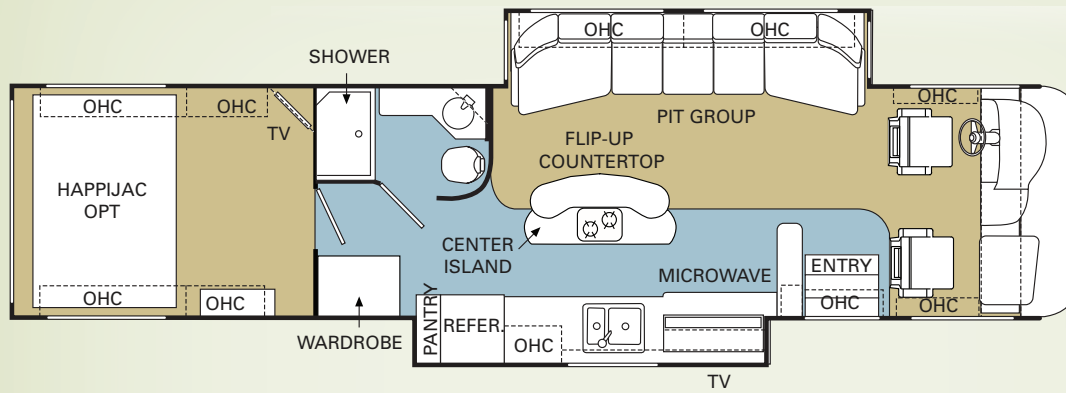 OHC
OHC
SHOWER
OHC
OHC
OHC
TV
PIT GROUP
FLIP-UP
COUNTERTOP
HAPPIJAC
OPT
CENTER
ISLAND
MICROWAVE
ENTRY
OHC
OHC
OHC
OHC
WARDROBE
PANTRY
REFER.
OHC
TV